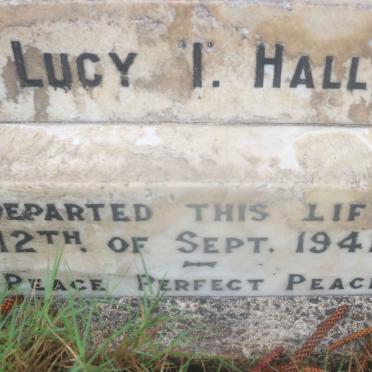 LUCY I. HALL
DEPARTED THIS LIF
12TH. OF SEPT. 194
PEACE PERFECT PEAC